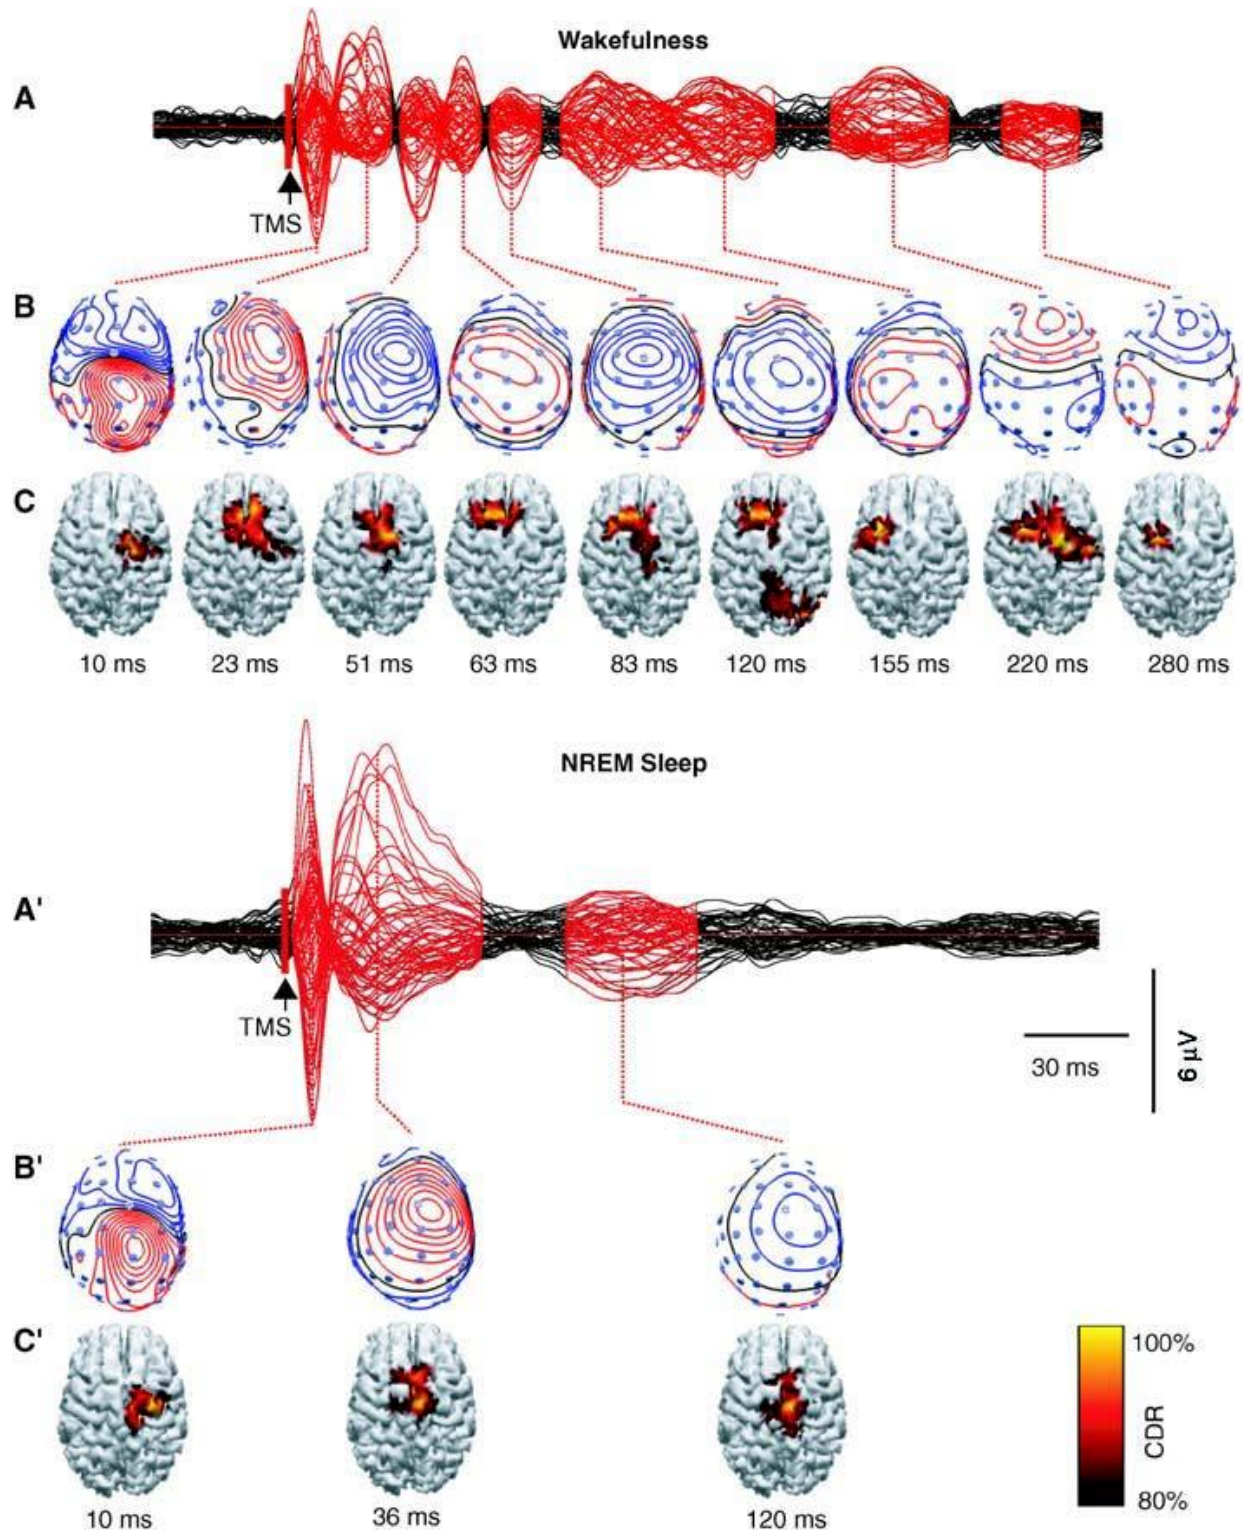 Wakefulness
A
TMS
B
C
10 ms 23 ms 51 ms 63 ms 83 ms 120 ms 155 ms 220 ms 280 ms
NREM Sleep
A'
TMS
30 ms
6 µV
B'
C'
100%
CDR
80%
10 ms 36 ms 120 ms